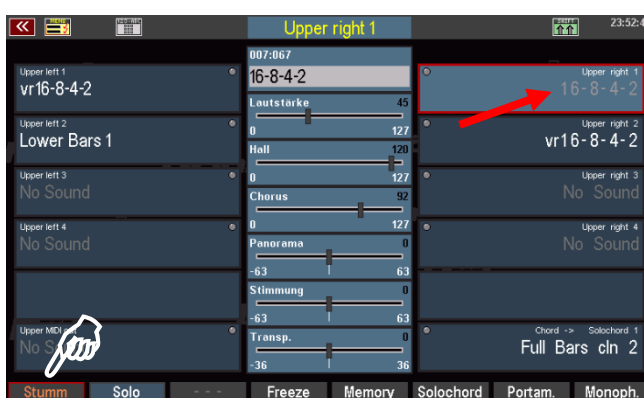 MENU
Upper right 1
SHIFT
23:52:4
Upper left 1
vr16-8-4-2
Upper left 2
Lower Bars 1
Upper left 3
No Sound
Upper left 4
No Sound
Upper MIDI out
No Sound
007:067
16-8-4-2
Lautstärke 45
0 127
Hall 120
0 127
Chorus 92
0 127
Panorama 0
-63 63
Stimmung 0
-63 63
Transp. 0
-36 36
Upper right 1
16-8-4-2
Upper right 2
vr16-8-4-2
Upper right 3
No Sound
Upper right 4
No Sound
Chord -> Solochord 1
Full Bars cln 2
Stumm Solo --- Freeze Memory Solochord Portam. Monoph.